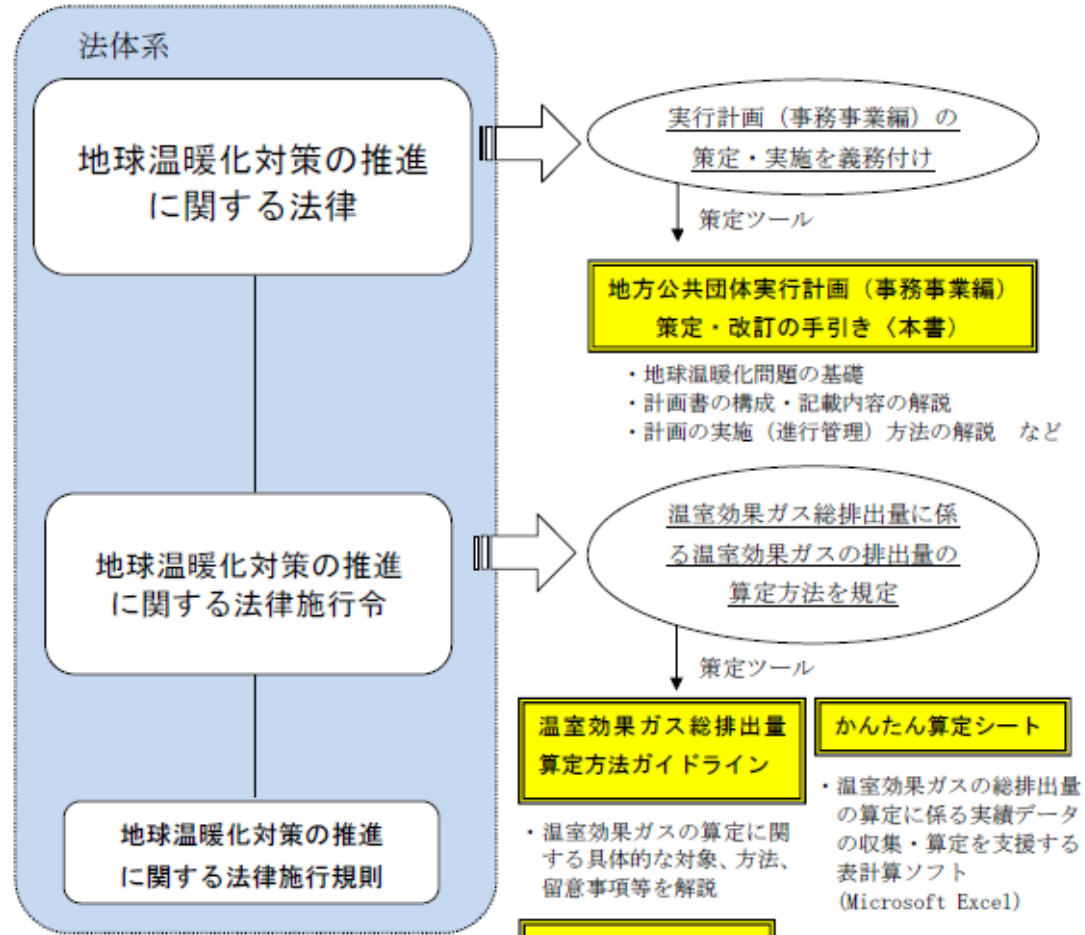 法体系
地球温暖化対策の推進
に関する法律
実行計画（事務事業編）の
策定・実施を義務付け
策定ツール
地方公共団体実行計画（事務事業編）
策定・改訂の手引き〈本書）
・地球温暖化問題の基礎
・計画書の構成・記載内容の解説
・計画の実施（進行管理）方法の解説　など
地球温暖化対策の推進
に関する法律施行令
温室効果ガス総排出量に係
る温室効果ガスの排出量の
算定方法を規定
策定ツール
温室効果ガス総排出量
算定方法ガイドライン
・温室効果ガスの算定に関
する具体的な対象、方法、
留意事項等を解説
かんたん算定シート
・温室効果ガスの総排出量
の算定に係る実績データ
の収集・算定を支援する
表計算ソフト
(Microsoft Excel)
地球温暖化対策の推進
に関する法律施行規則